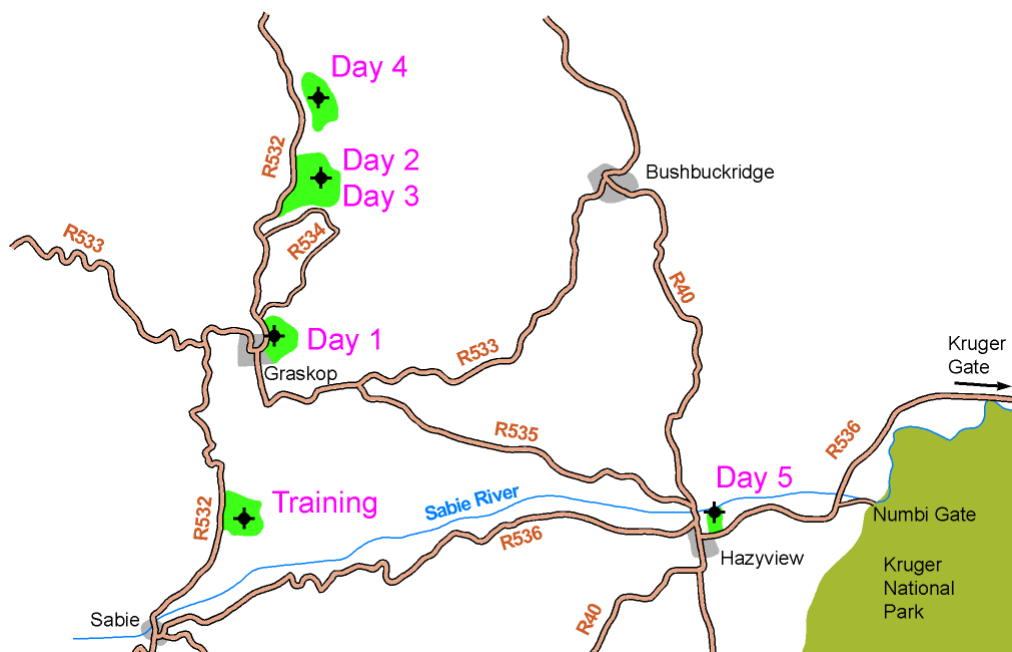 Day 4
R532
Day 2
Day 3
Bushbuckridge
R533
R534
R40
Day 1
Graskop
R533
Kruger
Gate
R535
R536
Day 5
Training
Sabie River
R532
R536
Numbi Gate
Hazyview
Kruger
National
Park
Sabie
R40